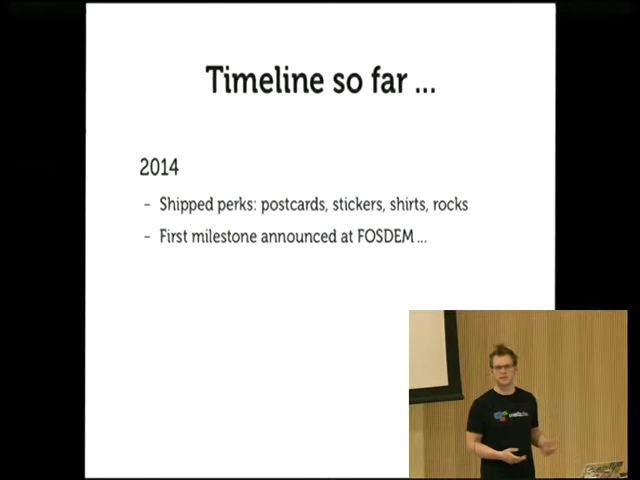 Timeline so far ...
2014
- Shipped perks: postcards, stickers, shirts, rocks
- First milestone announced at FOSDEM ...